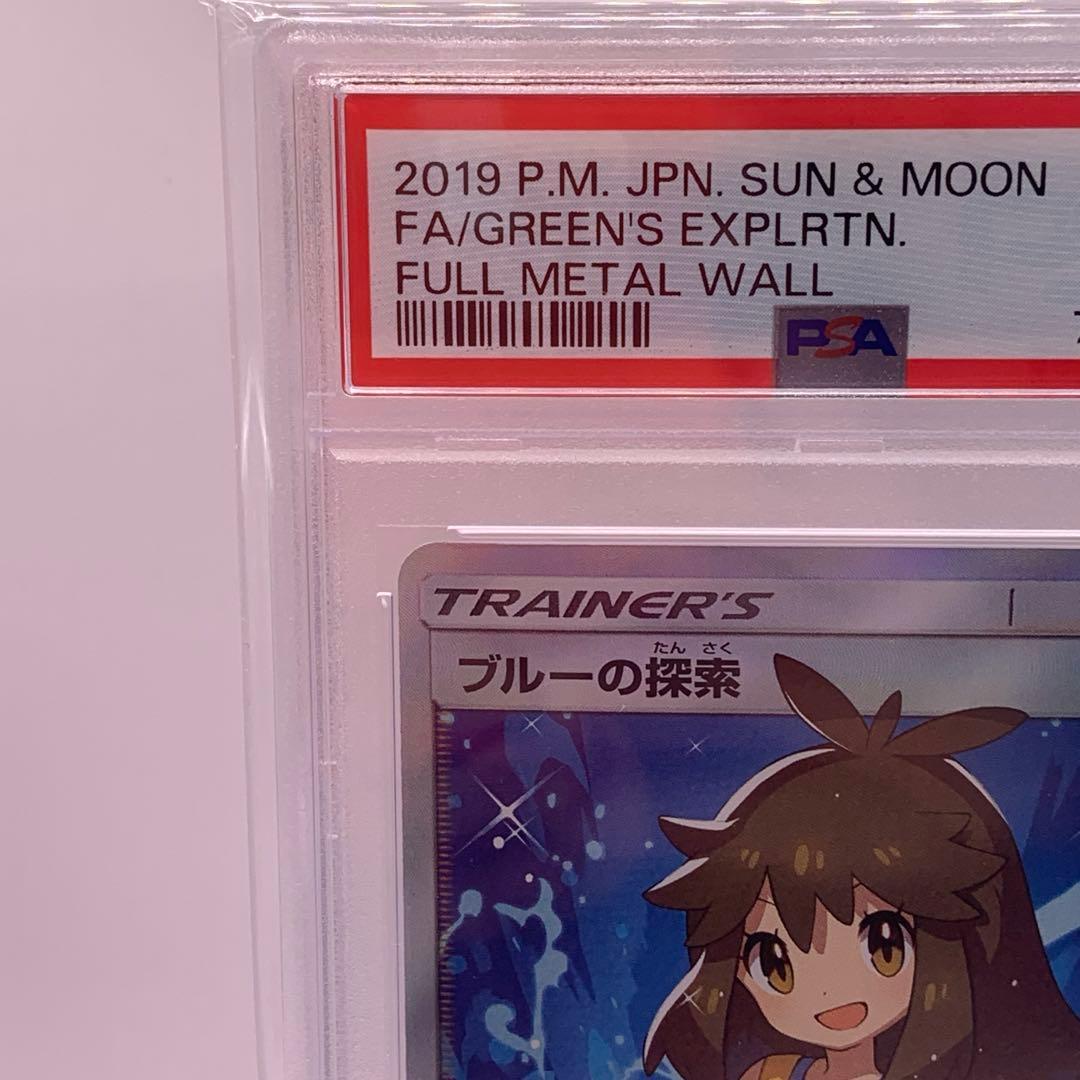 2019 P.M. JPN. SUN & MOON
FA/GREEN'S EXPLRTN.
FULL METAL WALL
PSA
TRAINER'S
たん さく
ブルーの探索